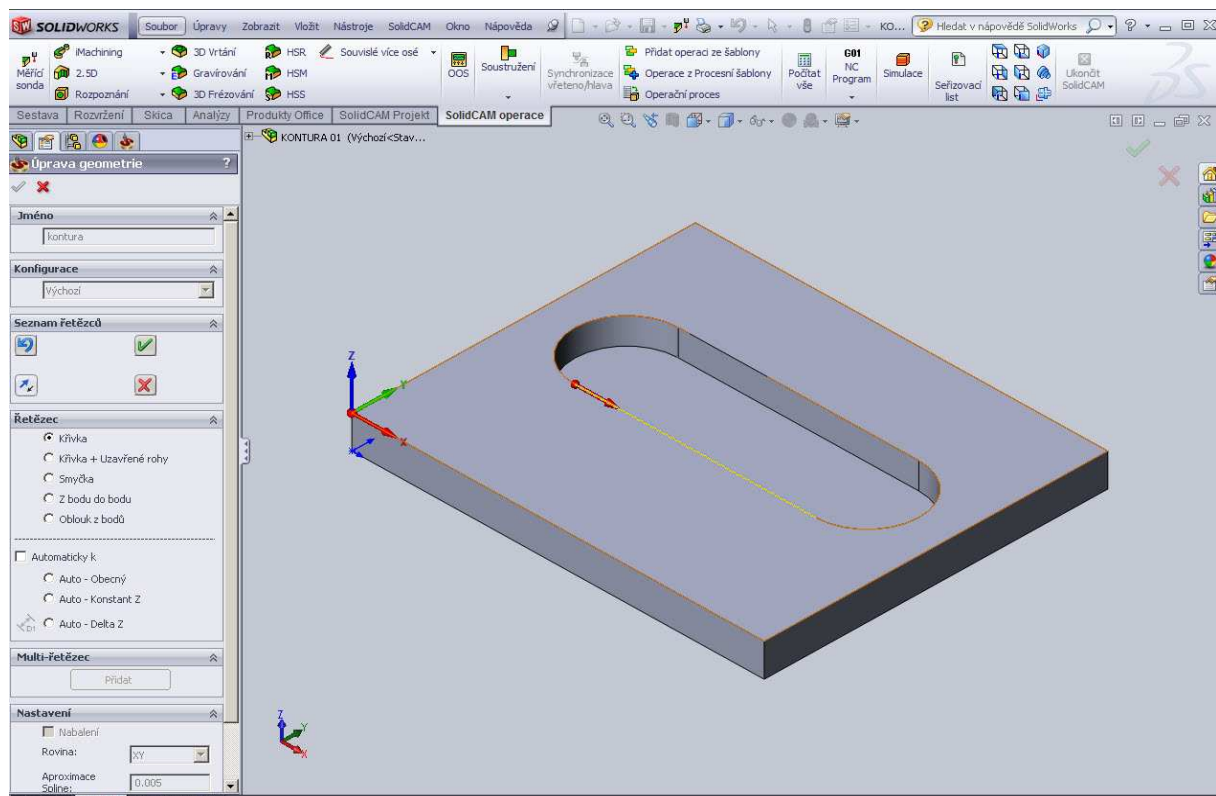 SOLIDWORKS Soubor Úpravy Zobrazit Vložit Nástroje SolidCAM Okno Nápověda KO... Hledat v nápovědě SolidWorks
iMachining 3D Vrtání HSR Souvislé více osé Přidat operaci ze šablony G01
Měřící sonda 2.5D Gravírování HSM OOS Soustružení Synchronizace vřeteno/hlava Operace z Procesní šablony Počítat vše NC Program Simulace Seřizovací list Ukončit SolidCAM
Rozpoznání 3D Frézování HSS Operační proces
Sestava Rozvržení Skica Analýzy Produkty Office SolidCAM Projekt SolidCAM operace
KONTURA 01 (Výchozí<Stav...
Úprava geometrie ?
Jméno
kontura
Konfigurace
Výchozí
Seznam řetězců
Řetězec
Křivka
Křivka + Uzavřené rohy
Smyčka
Z bodu do bodu
Oblouk z bodů
Automaticky k
Auto - Obecný
Auto - Konstant Z
D1 Auto - Delta Z
Multi-řetězec
Přidat
Nastavení
Nabalení
Rovina: XY
Aproximace Spline: 0.005
Z
Y
X
Z
Y
X